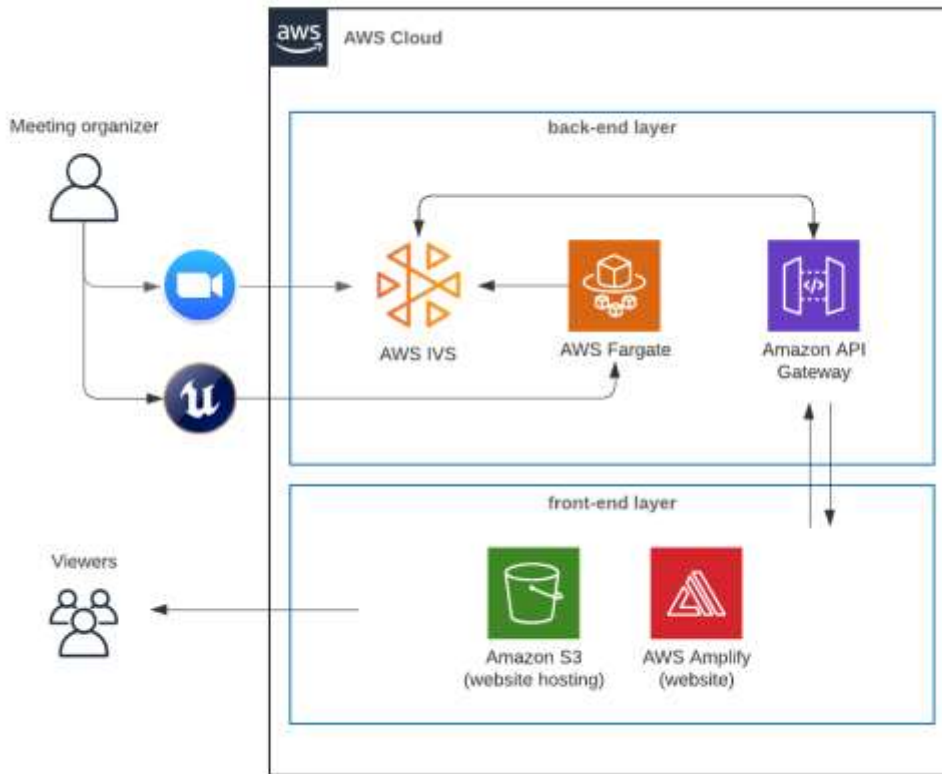 aws
AWS Cloud
Meeting organizer
back-end layer
</>
AWS IVS
AWS Fargate
Amazon API
Gateway
u
front-end layer
Viewers
Amazon S3
(website hosting)
AWS Amplify
(website)